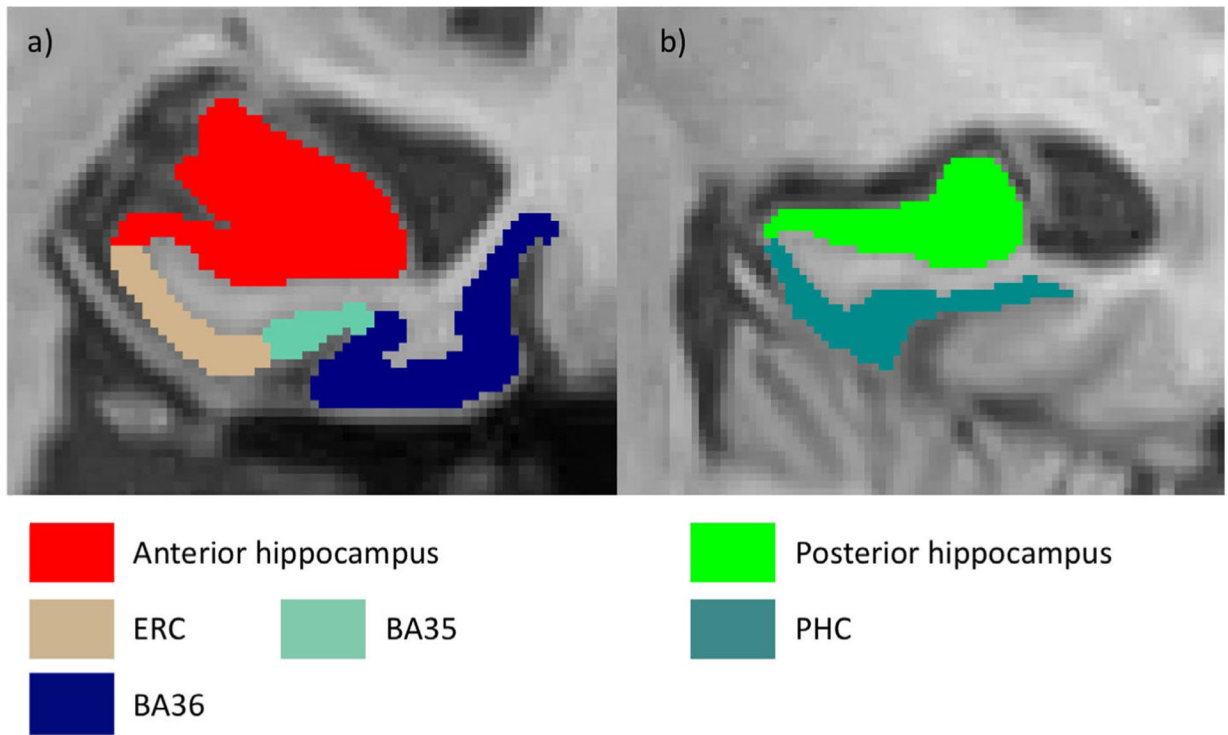 a)
b)
Anterior hippocampus
Posterior hippocampus
ERC
BA35
PHC
BA36